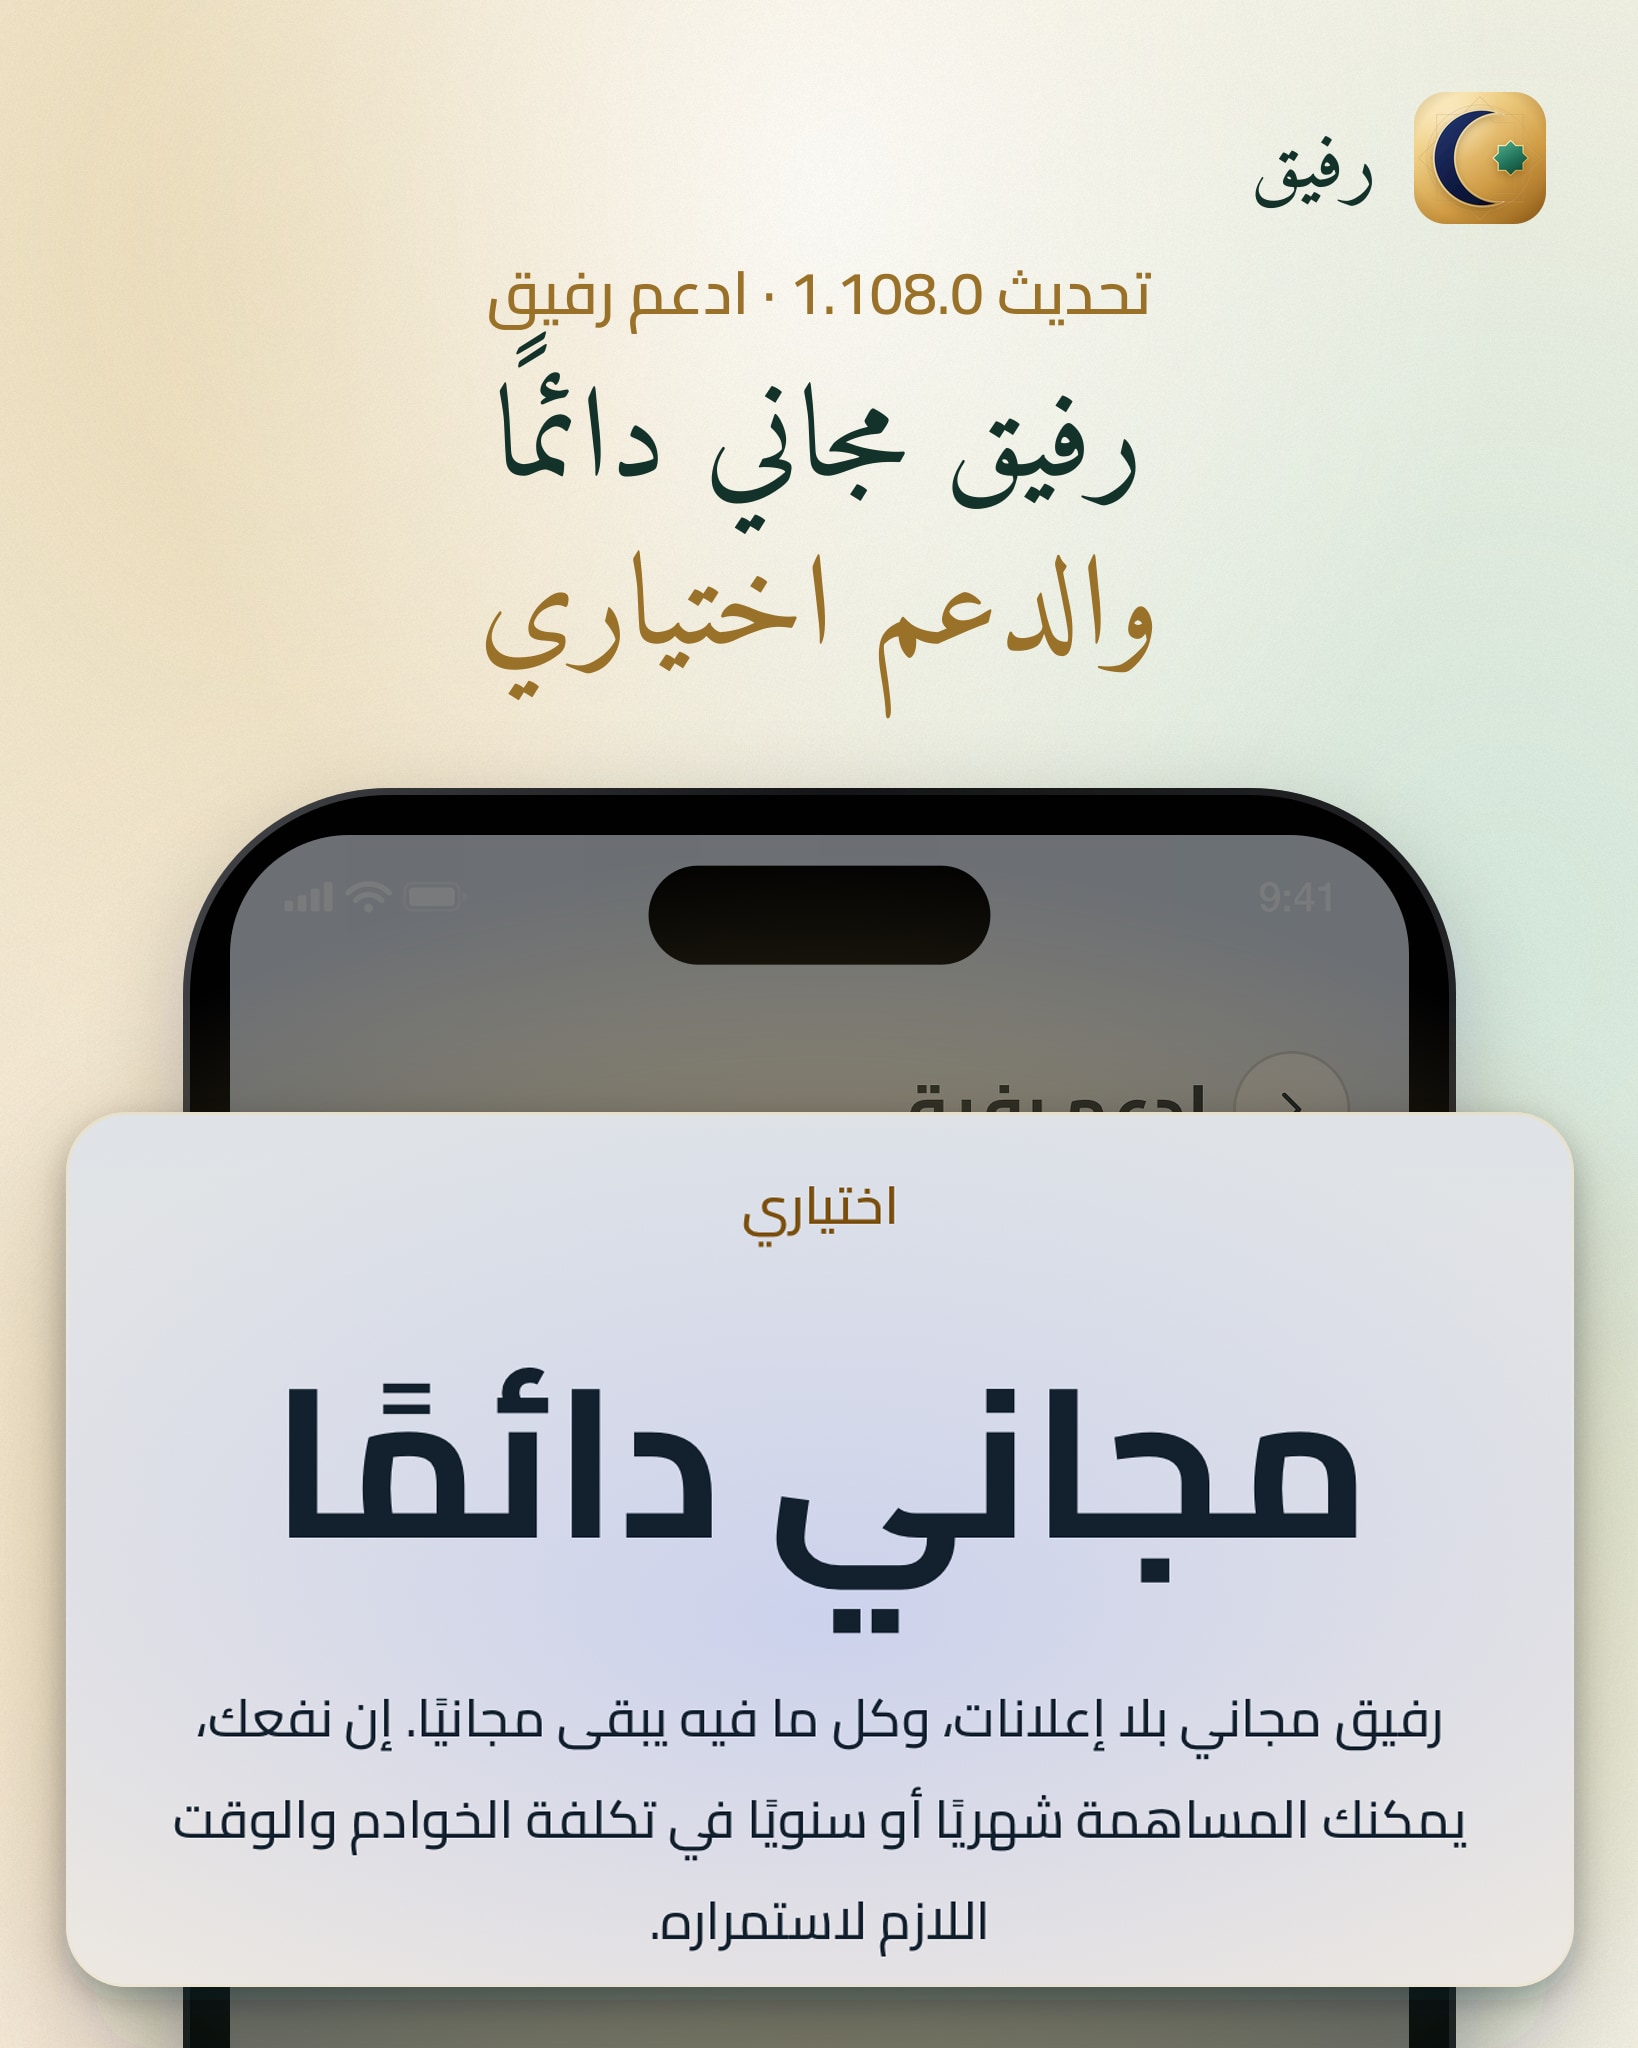 رفيق
تحديث 1.108.0 · ادعم رفيق
رفيق مجاني دائمًا
والدعم اختياري
9:41
ادعم رفيق
اختياري
مجاني دائمًا
رفيق مجاني بلا إعلانات، وكل ما فيه يبقى مجانيًا. إن نفعك،
يمكنك المساهمة شهريًا أو سنويًا في تكلفة الخوادم والوقت
اللازم لاستمراره.